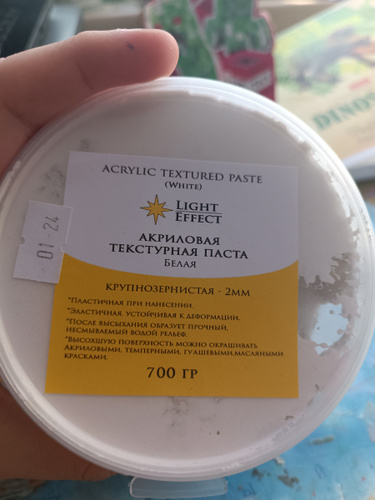 DINOS
ACRYLIC TEXTURED PASTE
(WHITE)
LIGHT
EFFECT
АКРИЛОВАЯ
ТЕКСТУРНАЯ ПАСТА
БЕЛАЯ
01 24
КРУПНОЗЕРНИСТАЯ - 2ММ
*ПЛАСТИЧНАЯ ПРИ НАНЕСЕНИИ.
*ЭЛАСТИЧНАЯ, УСТОЙЧИВАЯ К ДЕФОРМАЦИИ.
*ПОСЛЕ ВЫСЫХАНИЯ ОБРАЗУЕТ ПРОЧНЫЙ,
НЕСМЫВАЕМЫЙ ВОДОЙ РЕЛЬЕФ.
*ВЫСОХШУЮ ПОВЕРХНОСТЬ МОЖНО ОКРАШИВАТЬ
АКРИЛОВЫМИ, ТЕМПЕРНЫМИ, ГУАШЕВЫМИ,МАСЛЯНЫМИ
КРАСКАМИ.
700 ГР